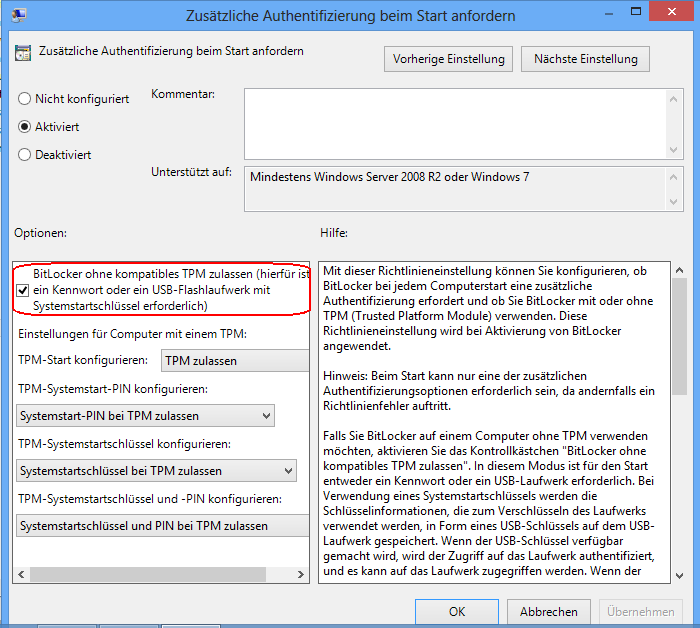 Zusätzliche Authentifizierung beim Start anfordern
Zusätzliche Authentifizierung beim Start anfordern
Vorherige Einstellung
Nächste Einstellung
Nicht konfiguriert
Aktiviert
Deaktiviert
Kommentar:
Unterstützt auf:
Mindestens Windows Server 2008 R2 oder Windows 7
Optionen:
BitLocker ohne kompatibles TPM zulassen (hierfür ist
ein Kennwort oder ein USB-Flashlaufwerk mit
Systemstartschlüssel erforderlich)
Einstellungen für Computer mit einem TPM:
TPM-Start konfigurieren:
TPM zulassen
TPM-Systemstart-PIN konfigurieren:
Systemstart-PIN bei TPM zulassen
TPM-Systemstartschlüssel konfigurieren:
Systemstartschlüssel bei TPM zulassen
TPM-Systemstartschlüssel und -PIN konfigurieren:
Systemstartschlüssel und PIN bei TPM zulassen
Hilfe:
Mit dieser Richtlinieneinstellung können Sie konfigurieren, ob
BitLocker bei jedem Computerstart eine zusätzliche
Authentifizierung erfordert und ob Sie BitLocker mit oder ohne
TPM (Trusted Platform Module) verwenden. Diese
Richtlinieneinstellung wird bei Aktivierung von BitLocker
angewendet.
Hinweis: Beim Start kann nur eine der zusätzlichen
Authentifizierungsoptionen erforderlich sein, da andernfalls ein
Richtlinienfehler auftritt.
Falls Sie BitLocker auf einem Computer ohne TPM verwenden
möchten, aktivieren Sie das Kontrollkästchen "BitLocker ohne
kompatibles TPM zulassen". In diesem Modus ist für den Start
entweder ein Kennwort oder ein USB-Laufwerk erforderlich. Bei
Verwendung eines Systemstartschlüssels werden die
Schlüsselinformationen, die zum Verschlüsseln des Laufwerks
verwendet werden, in Form eines USB-Schlüssels auf dem USB-
Laufwerk gespeichert. Wenn der USB-Schlüssel verfügbar
gemacht wird, wird der Zugriff auf das Laufwerk authentifiziert,
und es kann auf das Laufwerk zugegriffen werden. Wenn der
OK
Abbrechen
Übernehmen